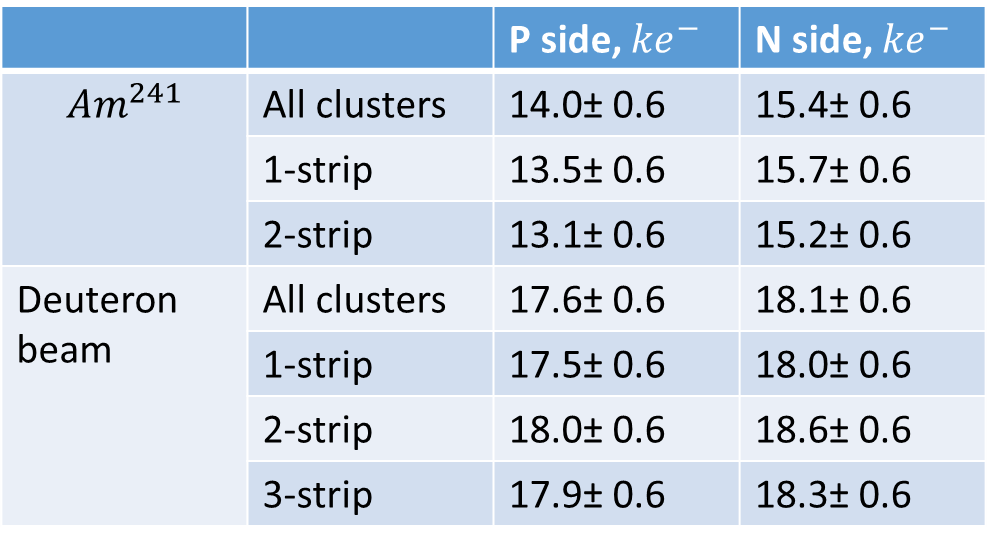 P side, ke⁻ N side, ke⁻
Am²⁴¹ All clusters 14.0± 0.6 15.4± 0.6
1-strip 13.5± 0.6 15.7± 0.6
2-strip 13.1± 0.6 15.2± 0.6
Deuteron All clusters 17.6± 0.6 18.1± 0.6
beam
1-strip 17.5± 0.6 18.0± 0.6
2-strip 18.0± 0.6 18.6± 0.6
3-strip 17.9± 0.6 18.3± 0.6